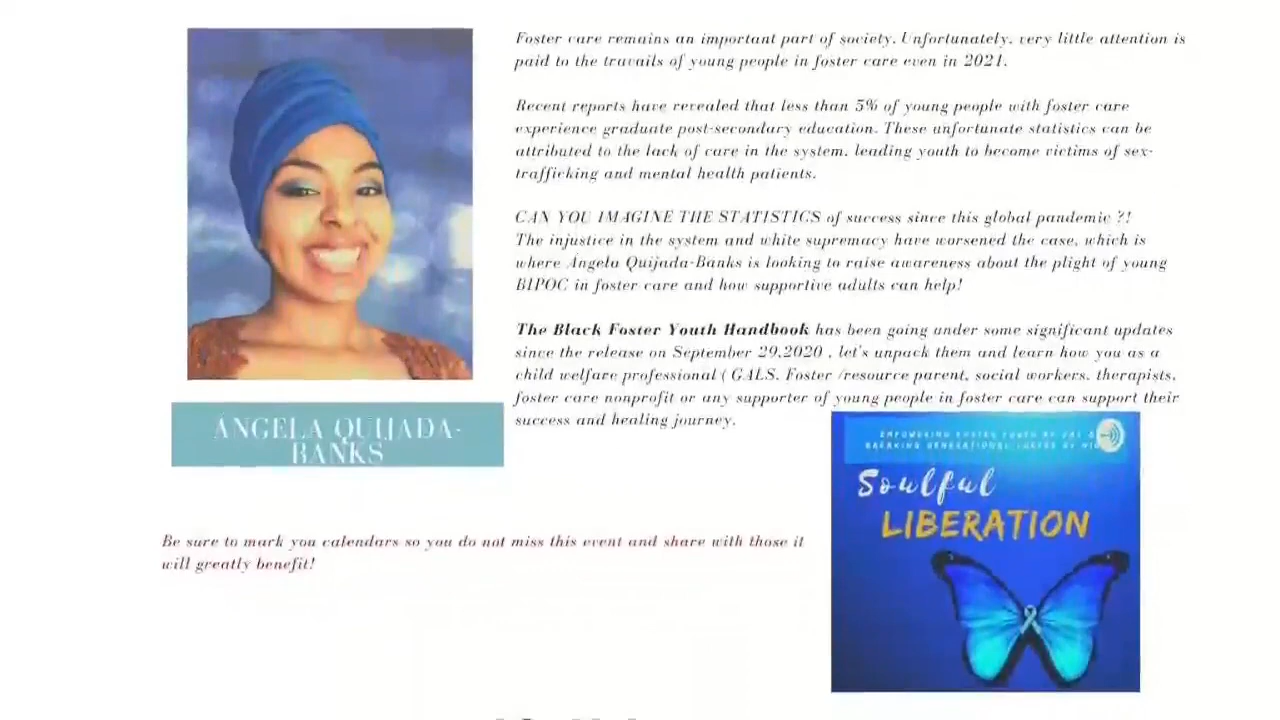 Foster care remains an important part of society. Unfortunately, very little attention is
paid to the travails of young people in foster care even in 2021.
Recent reports have revealed that less than 5% of young people with foster care
experience graduate post-secondary education. These unfortunate statistics can be
attributed to the lack of care in the system, leading youth to become victims of sex-
trafficking and mental health patients.
CAN YOU IMAGINE THE STATISTICS of success since this global pandemic ?!
The injustice in the system and white supremacy have worsened the case, which is
where Ángela Quijada-Banks is looking to raise awareness about the plight of young
BIPOC in foster care and how supportive adults can help!
The Black Foster Youth Handbook has been going under some significant updates
since the release on September 29,2020 , let's unpack them and learn how you as a
child welfare professional ( GALS, Foster /resource parent, social workers, therapists,
foster care nonprofit or any supporter of young people in foster care can support their
success and healing journey.
ÁNGELA QUIJADA-
BANKS
Be sure to mark you calendars so you do not miss this event and share with those it
will greatly benefit!
EMPOWERING FOSTER YOUTH
BREAKING GENERATIONAL CURSES
Soulful
LIBERATION